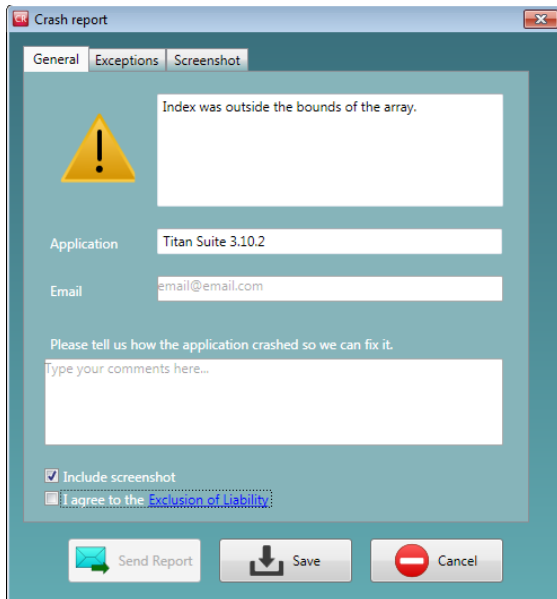 CR Crash report
General Exceptions Screenshot
Index was outside the bounds of the array.
Application Titan Suite 3.10.2
Email email@email.com
Please tell us how the application crashed so we can fix it.
Type your comments here...
Include screenshot
I agree to the Exclusion of Liability
Send Report Save Cancel